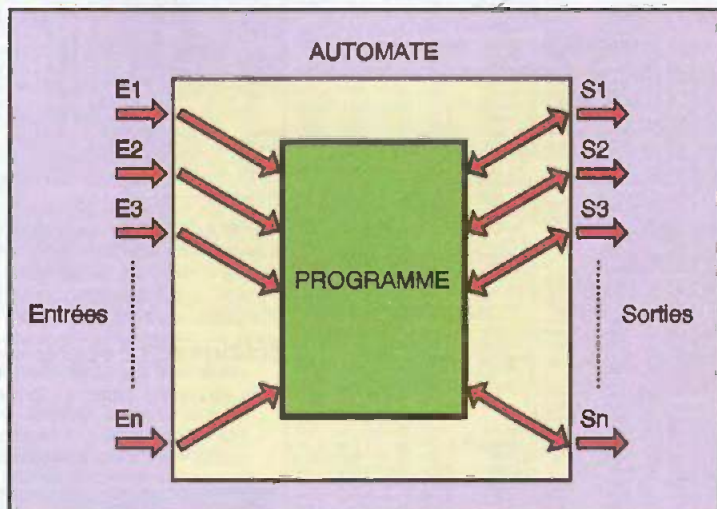 AUTOMATE
E1
S1
E2
S2
E3
S3
PROGRAMME
Entrées
Sorties
En
Sn